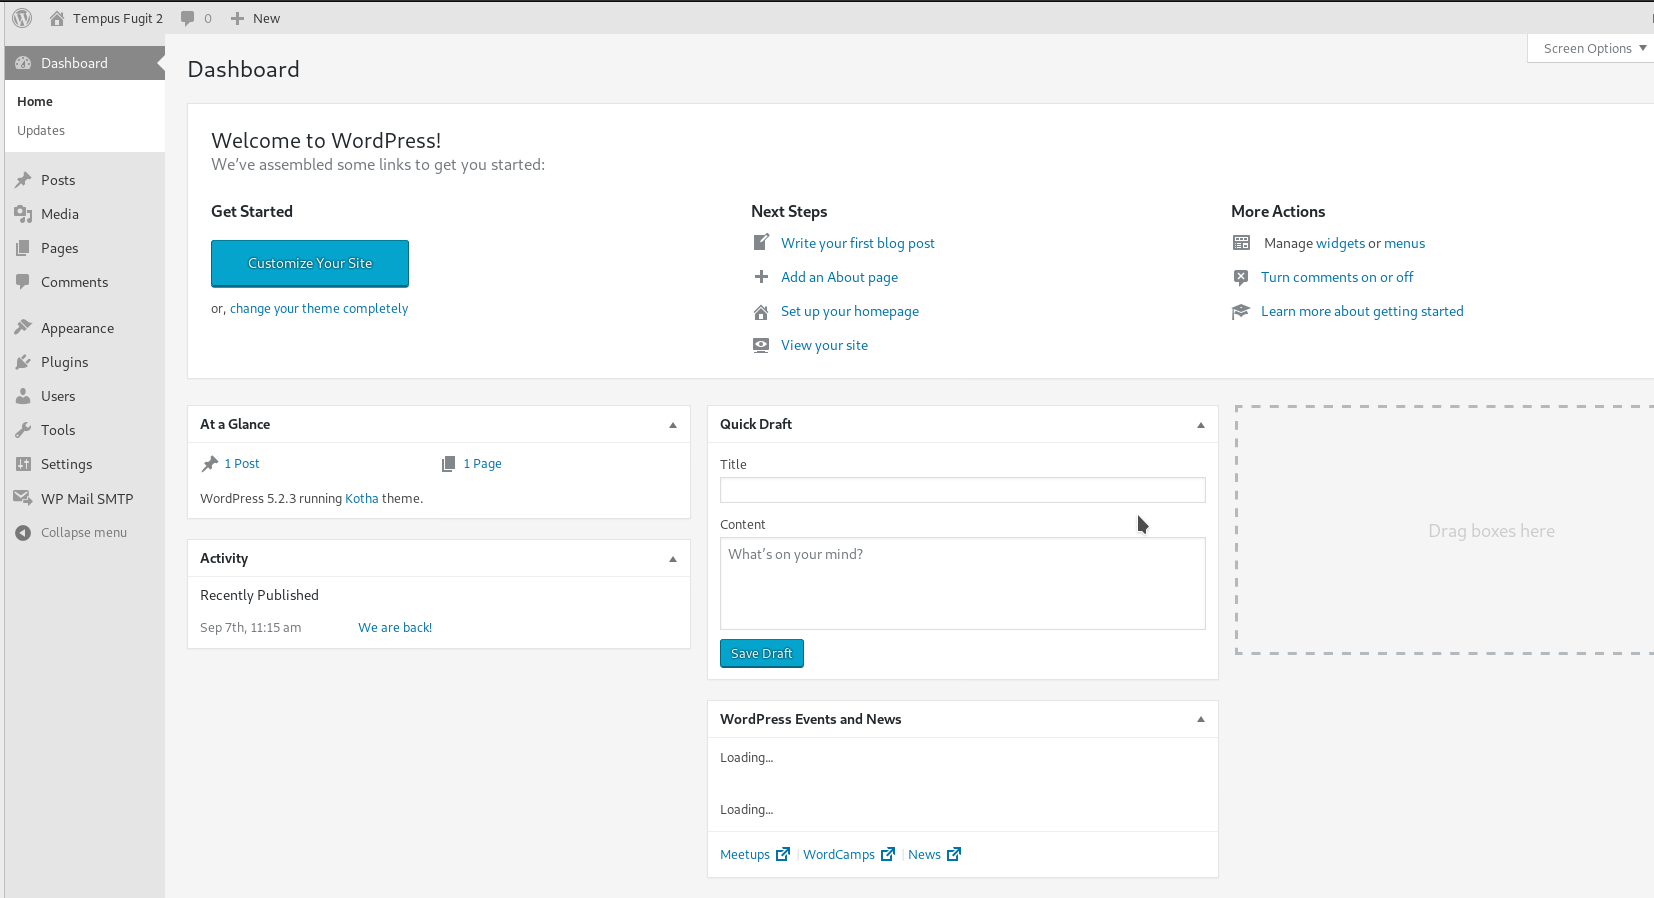 Tempus Fugit 2 0 New
Screen Options
Dashboard
Home
Updates
Posts
Media
Pages
Comments
Appearance
Plugins
Users
Tools
Settings
WP Mail SMTP
Collapse menu
Dashboard
Welcome to WordPress!
We've assembled some links to get you started:
Get Started
Customize Your Site
or, change your theme completely
Next Steps
Write your first blog post
Add an About page
Set up your homepage
View your site
More Actions
Manage widgets or menus
Turn comments on or off
Learn more about getting started
At a Glance
1 Post 1 Page
WordPress 5.2.3 running Kotha theme.
Activity
Recently Published
Sep 7th, 11:15 am We are back!
Quick Draft
Title
Content
What's on your mind?
Save Draft
WordPress Events and News
Loading…
Loading…
Meetups | WordCamps | News
Drag boxes here